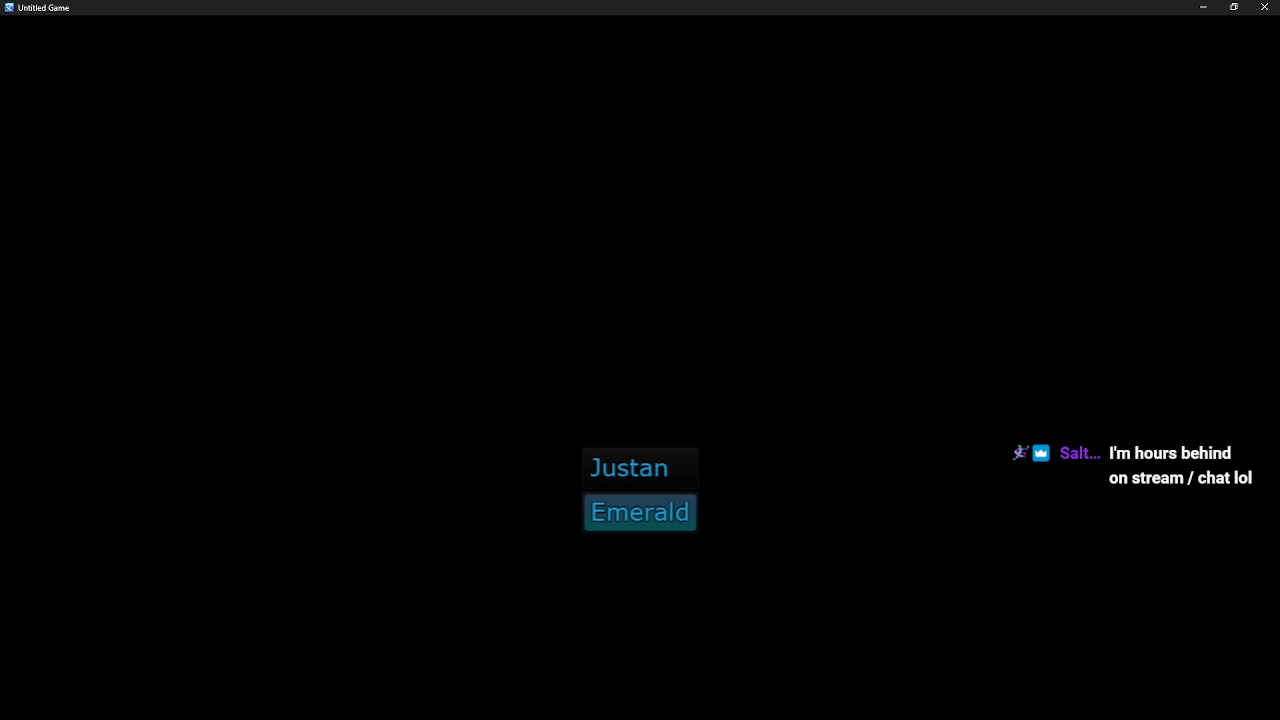 Untitled Game
Justan
Emerald
Salt... I'm hours behind
on stream / chat lol